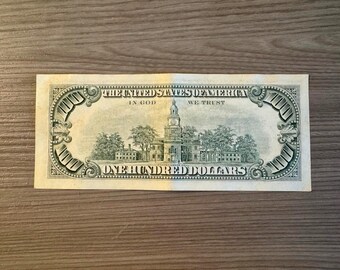 THE UNITED STATES OF AMERICA
IN GOD WE TRUST
100 100
100 100
ONE HUNDRED DOLLARS